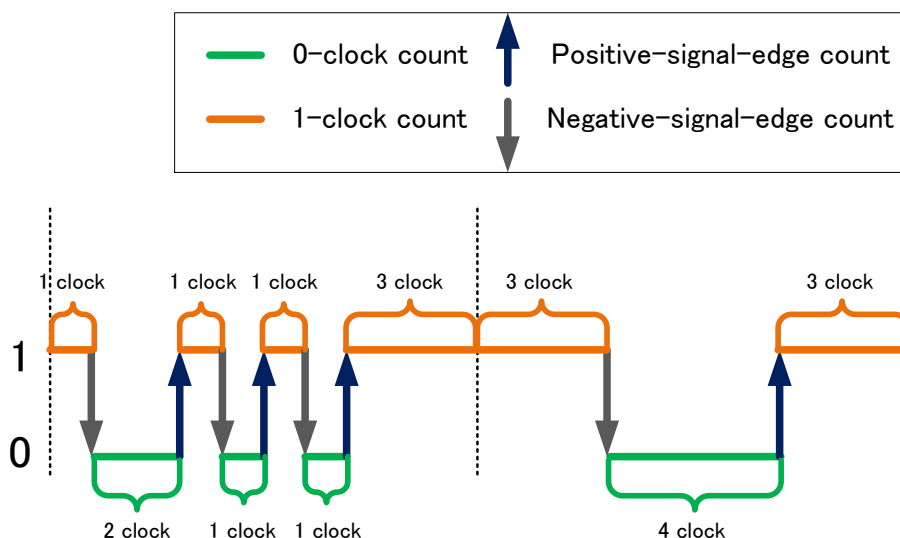 0-clock count
Positive-signal-edge count
1-clock count
Negative-signal-edge count
1 clock
1 clock
1 clock
3 clock
3 clock
3 clock
1
0
2 clock
1 clock
1 clock
4 clock